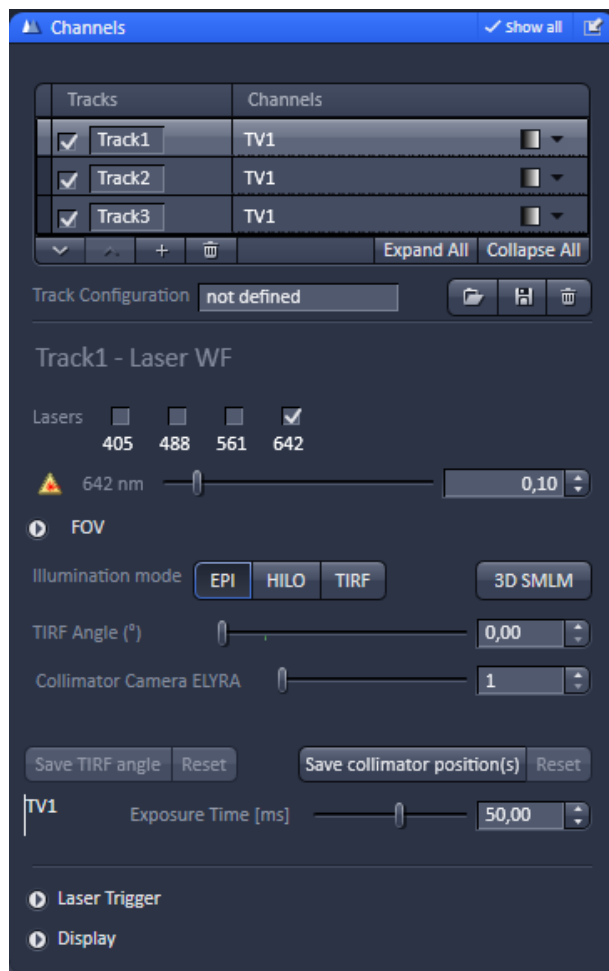 Channels Show all
Tracks Channels
Track1 TV1
Track2 TV1
Track3 TV1
Expand All Collapse All
Track Configuration not defined
Track1 - Laser WF
Lasers
405 488 561 642
642 nm 0,10
FOV
Illumination mode EPI HILO TIRF 3D SMLM
TIRF Angle (°) 0,00
Collimator Camera ELYRA 1
Save TIRF angle Reset Save collimator position(s) Reset
TV1 Exposure Time [ms] 50,00
Laser Trigger
Display